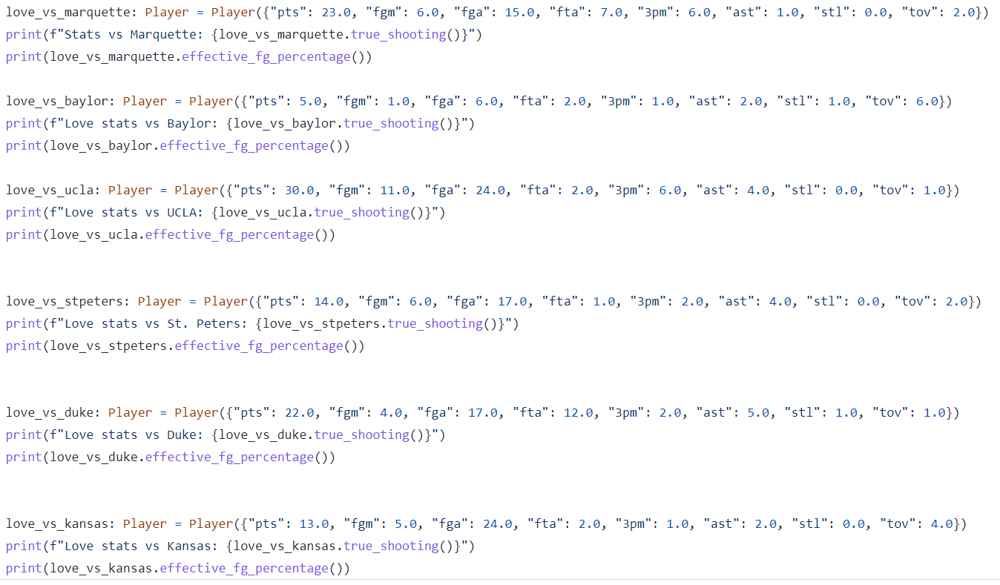 love_vs_marquette: Player = Player({"pts": 23.0, "fgm": 6.0, "fga": 15.0, "fta": 7.0, "3pm": 6.0, "ast": 1.0, "stl": 0.0, "tov": 2.0})
print(f"Stats vs Marquette: {love_vs_marquette.true_shooting()}")
print(love_vs_marquette.effective_fg_percentage())
love_vs_baylor: Player = Player({"pts": 5.0, "fgm": 1.0, "fga": 6.0, "fta": 2.0, "3pm": 1.0, "ast": 2.0, "stl": 1.0, "tov": 6.0})
print(f"Love stats vs Baylor: {love_vs_baylor.true_shooting()}")
print(love_vs_baylor.effective_fg_percentage())
love_vs_ucla: Player = Player({"pts": 30.0, "fgm": 11.0, "fga": 24.0, "fta": 2.0, "3pm": 6.0, "ast": 4.0, "stl": 0.0, "tov": 1.0})
print(f"Love stats vs UCLA: {love_vs_ucla.true_shooting()}")
print(love_vs_ucla.effective_fg_percentage())
love_vs_stpeters: Player = Player({"pts": 14.0, "fgm": 6.0, "fga": 17.0, "fta": 1.0, "3pm": 2.0, "ast": 4.0, "stl": 0.0, "tov": 2.0})
print(f"Love stats vs St. Peters: {love_vs_stpeters.true_shooting()}")
print(love_vs_stpeters.effective_fg_percentage())
love_vs_duke: Player = Player({"pts": 22.0, "fgm": 4.0, "fga": 17.0, "fta": 12.0, "3pm": 2.0, "ast": 5.0, "stl": 1.0, "tov": 1.0})
print(f"Love stats vs Duke: {love_vs_duke.true_shooting()}")
print(love_vs_duke.effective_fg_percentage())
love_vs_kansas: Player = Player({"pts": 13.0, "fgm": 5.0, "fga": 24.0, "fta": 2.0, "3pm": 1.0, "ast": 2.0, "stl": 0.0, "tov": 4.0})
print(f"Love stats vs Kansas: {love_vs_kansas.true_shooting()}")
print(love_vs_kansas.effective_fg_percentage())